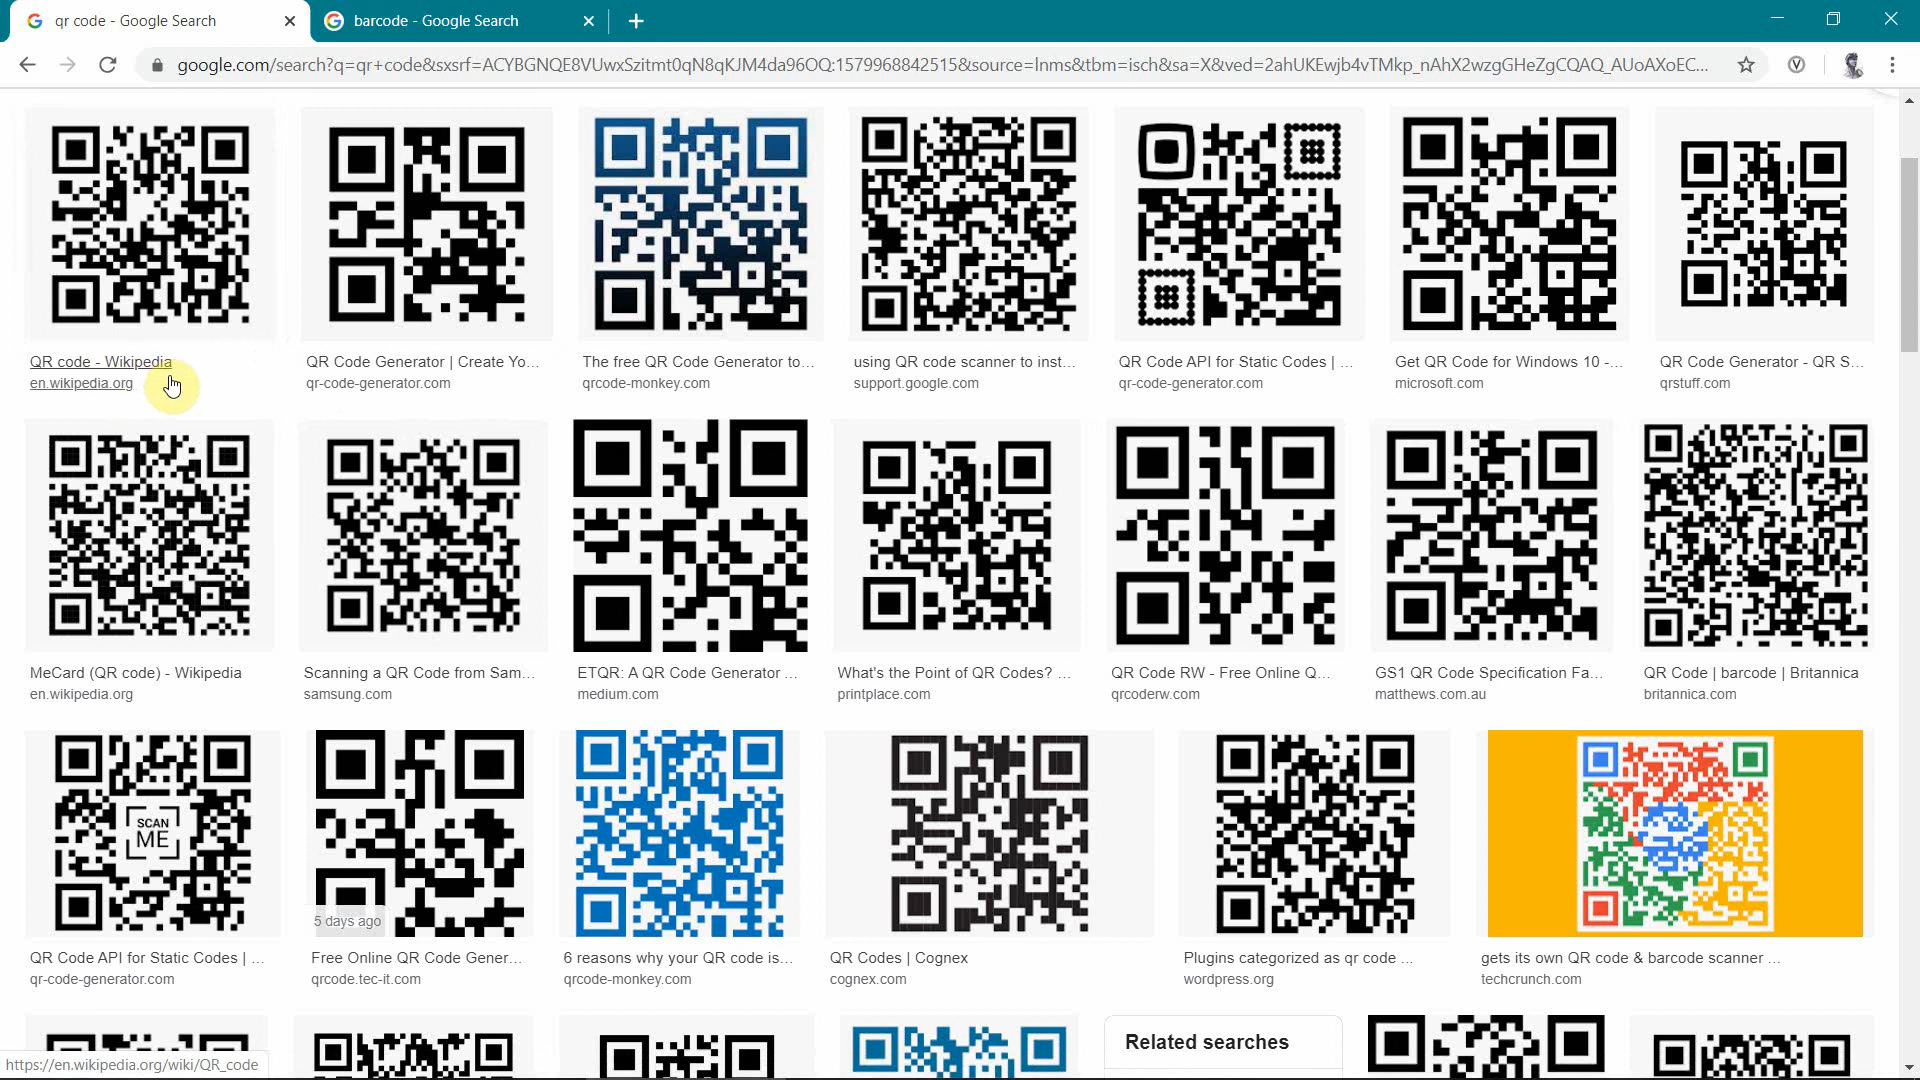 qr code - Google Search
barcode - Google Search
google.com/search?q=qr+code&sxsrf=ACYBGNQE8VUwxSzitmt0qN8qKJM4da96OQ:1579968842515&source=lnms&tbm=isch&sa=X&ved=2ahUKEwjb4vTMkp_nAhX2wzgGHeZgCQAQ_AUoAXoEC...
QR code - Wikipedia
en.wikipedia.org
QR Code Generator | Create Yo...
qr-code-generator.com
The free QR Code Generator to...
qrcode-monkey.com
using QR code scanner to inst...
support.google.com
QR Code API for Static Codes | ...
qr-code-generator.com
Get QR Code for Windows 10 -...
microsoft.com
QR Code Generator - QR S...
qrstuff.com
MeCard (QR code) - Wikipedia
en.wikipedia.org
Scanning a QR Code from Sam...
samsung.com
ETQR: A QR Code Generator ...
medium.com
What's the Point of QR Codes? ...
printplace.com
QR Code RW - Free Online Q...
qrcoderw.com
GS1 QR Code Specification Fa...
matthews.com.au
QR Code | barcode | Britannica
britannica.com
SCAN
ME
5 days ago
QR Code API for Static Codes | ...
qr-code-generator.com
Free Online QR Code Gener...
qrcode.tec-it.com
6 reasons why your QR code is...
qrcode-monkey.com
QR Codes | Cognex
cognex.com
Plugins categorized as qr code ...
wordpress.org
gets its own QR code & barcode scanner ...
techcrunch.com
Related searches
https://en.wikipedia.org/wiki/QR_code